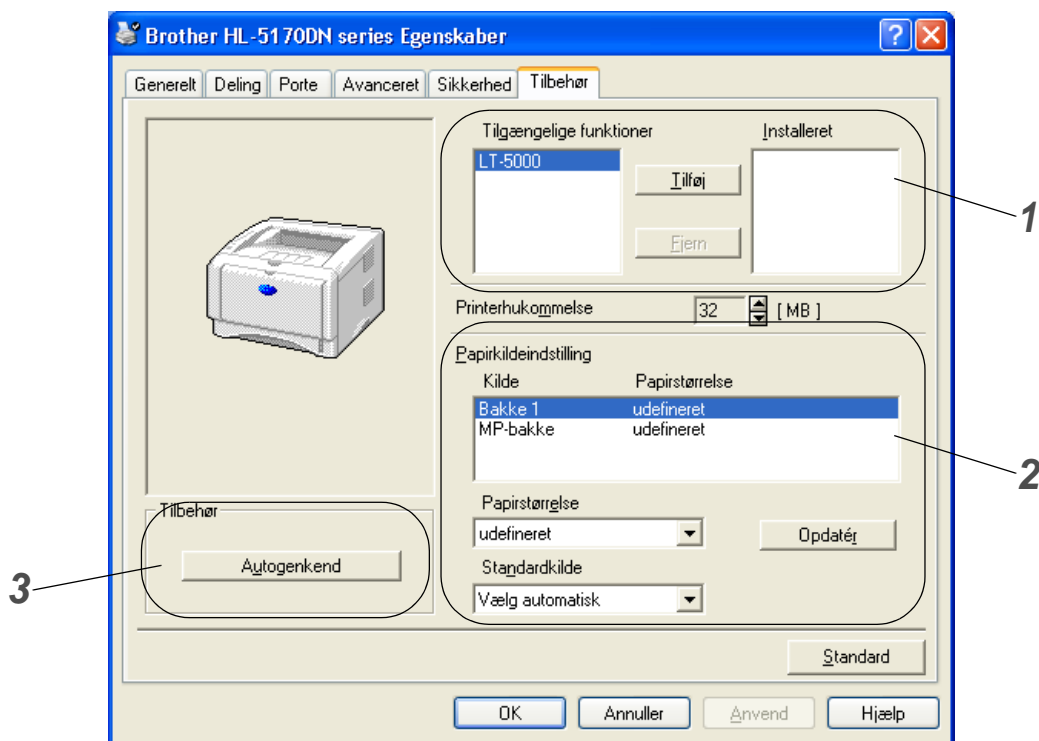 Brother HL-5170DN series Egenskaber
Generelt Deling Porte Avanceret Sikkerhed Tilbehør
Tilgængelige funktioner Installeret
LT-5000
Tilføj
1
Fjern
Printerhukommelse 32 [ MB ]
Papirkildeindstilling
Kilde Papirstørrelse
Bakke 1 udefineret
MP-bakke udefineret
2
Tilbehør
Papirstørrelse
udefineret Opdatér
Autogenkend
3
Standardkilde
Vælg automatisk
Standard
OK Annuller Anvend Hjælp